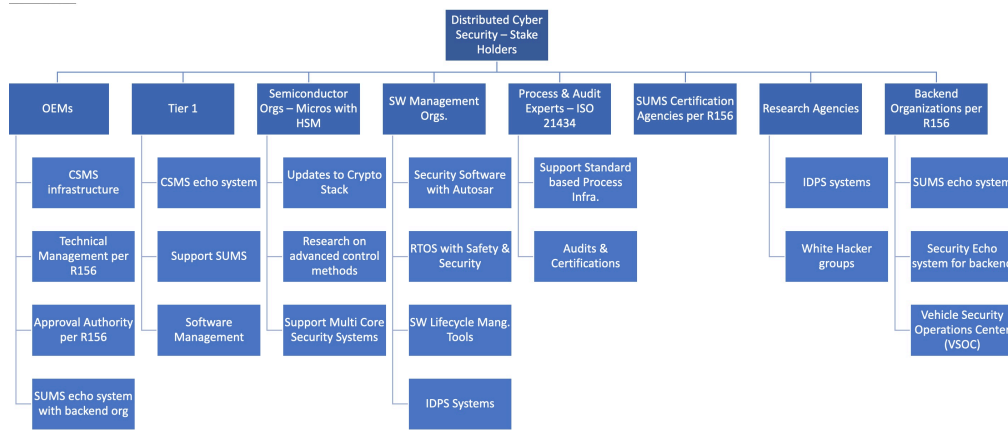 Distributed Cyber
Security – Stake
Holders
OEMs
CSMS
infrastructure
Technical
Management per
R156
Approval Authority
per R156
SUMS echo system
with backend org
Tier 1
CSMS echo system
Support SUMS
Software
Management
Semiconductor
Orgs – Micros with
HSM
Updates to Crypto
Stack
Research on
advanced control
methods
Support Multi Core
Security Systems
SW Management
Orgs.
Security Software
with Autosar
RTOS with Safety &
Security
SW Lifecycle Mang.
Tools
IDPS Systems
Process & Audit
Experts – ISO
21434
Support Standard
based Process
Infra.
Audits &
Certifications
SUMS Certification
Agencies per R156
Research Agencies
IDPS systems
White Hacker
groups
Backend
Organizations per
R156
SUMS echo system
Security Echo
system for backend
Vehicle Security
Operations Center
(VSOC)